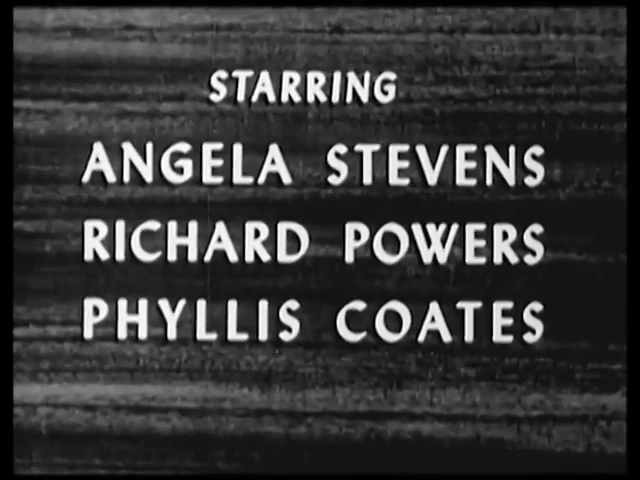 STARRING
ANGELA STEVENS
RICHARD POWERS
PHYLLIS COATES